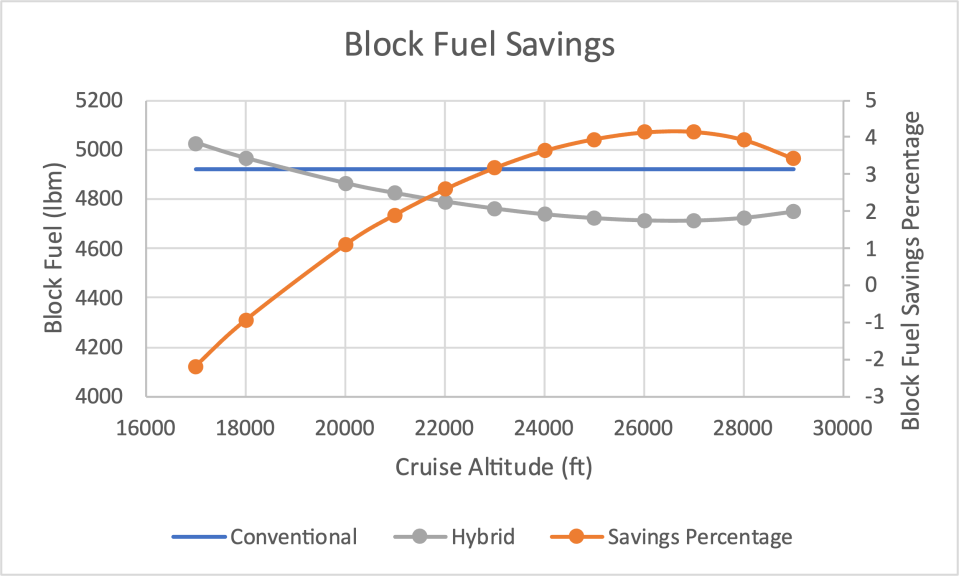 Block Fuel Savings
5200
5000
4800
4600
4400
4200
4000
Block Fuel (lbm)
5
4
3
2
1
0
-1
-2
-3
Block Fuel Savings Percentage
16000 18000 20000 22000 24000 26000 28000 30000
Cruise Altitude (ft)
Conventional Hybrid Savings Percentage